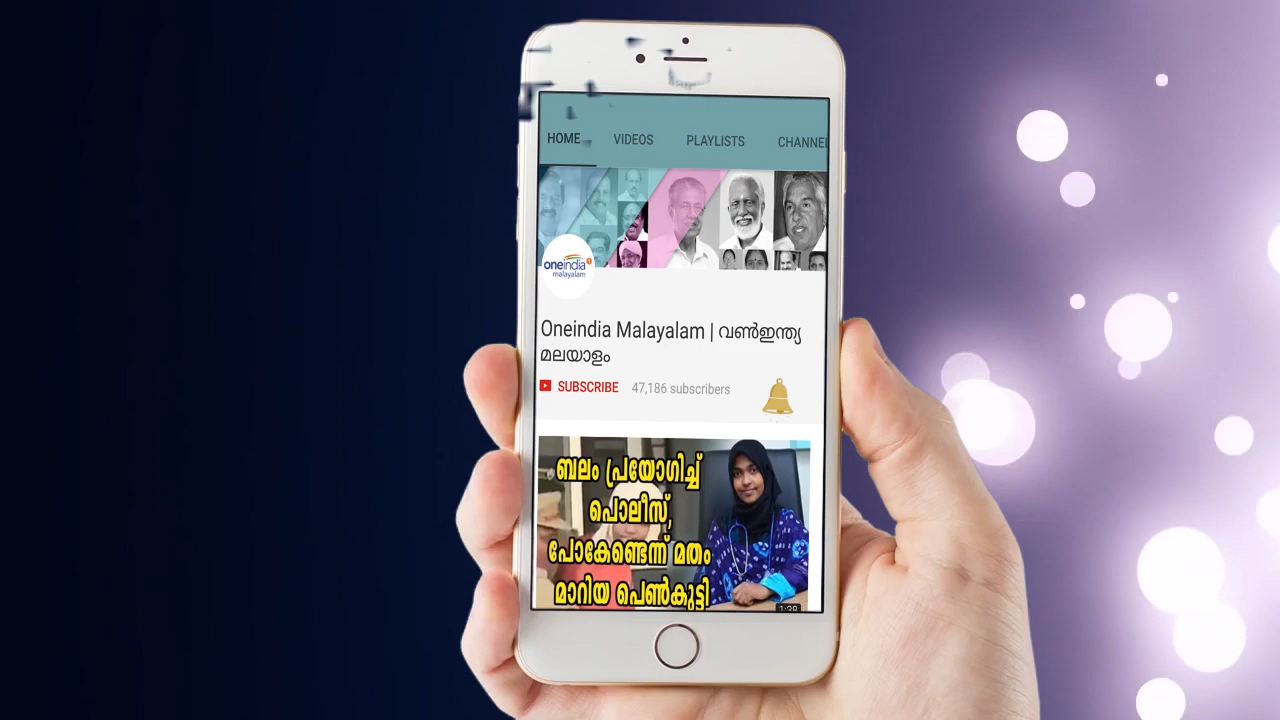 HOME
VIDEOS
PLAYLISTS
CHANNEL
oneindia
malayalam
Oneindia Malayalam | വൺഇന്ത്യ
മലയാളം
SUBSCRIBE 47,186 subscribers
ബലം പ്രയോഗിച്ച്
പൊലീസ്,
പോകേണ്ടെന്ന് മതം
മാറിയ പെൺകുട്ടി
1:38